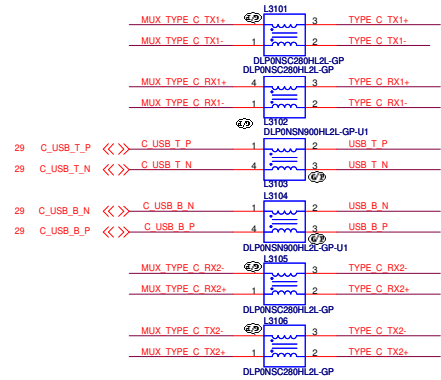 L3101
MUX_TYPE_C_TX1+ 3 TYPE_C_TX1+
MUX_TYPE_C_TX1- 1 2 TYPE_C_TX1-
DLP0NSC280HL2L-GP
DLP0NSC280HL2L-GP
MUX_TYPE_C_RX1+ 4 3 TYPE_C_RX1+
MUX_TYPE_C_RX1- 1 2 TYPE_C_RX1-
L3102
DLP0NSN900HL2L-GP-U1
29 C_USB_T_P C_USB_T_P 1 2 USB_T_P
29 C_USB_T_N C_USB_T_N 4 3 USB_T_N
L3103
L3104
29 C_USB_B_N C_USB_B_N 1 2 USB_B_N
29 C_USB_B_P C_USB_B_P 4 3 USB_B_P
DLP0NSN900HL2L-GP-U1
L3105
MUX_TYPE_C_RX2- 3 TYPE_C_RX2-
MUX_TYPE_C_RX2+ 1 2 TYPE_C_RX2+
DLP0NSC280HL2L-GP
L3106
MUX_TYPE_C_TX2- 3 TYPE_C_TX2-
MUX_TYPE_C_TX2+ 1 2 TYPE_C_TX2+
DLP0NSC280HL2L-GP